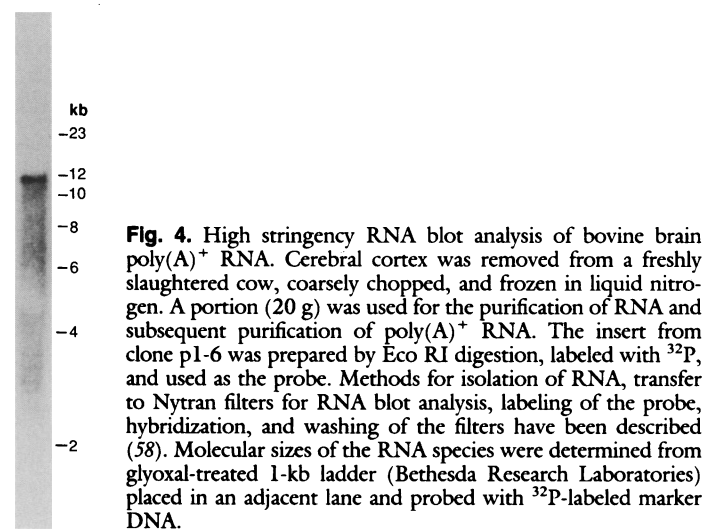 kb
–23
–12
–10
–8
–6
–4
–2
Fig. 4. High stringency RNA blot analysis of bovine brain
poly(A)+ RNA. Cerebral cortex was removed from a freshly
slaughtered cow, coarsely chopped, and frozen in liquid nitro-
gen. A portion (20 g) was used for the purification of RNA and
subsequent purification of poly(A)+ RNA. The insert from
clone p1-6 was prepared by Eco RI digestion, labeled with 32P,
and used as the probe. Methods for isolation of RNA, transfer
to Nytran filters for RNA blot analysis, labeling of the probe,
hybridization, and washing of the filters have been described
(58). Molecular sizes of the RNA species were determined from
glyoxal-treated 1-kb ladder (Bethesda Research Laboratories)
placed in an adjacent lane and probed with 32P-labeled marker
DNA.